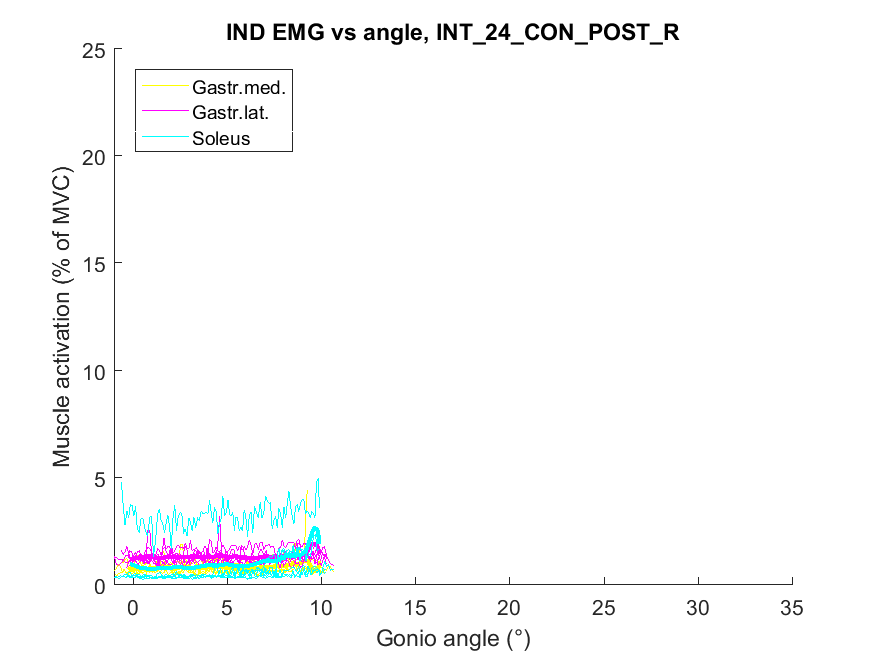 IND EMG vs angle, INT_24_CON_POST_R
25
20
15
10
5
0
Muscle activation (% of MVC)
Gastr.med.
Gastr.lat.
Soleus
0 5 10 15 20 25 30 35
Gonio angle (°)